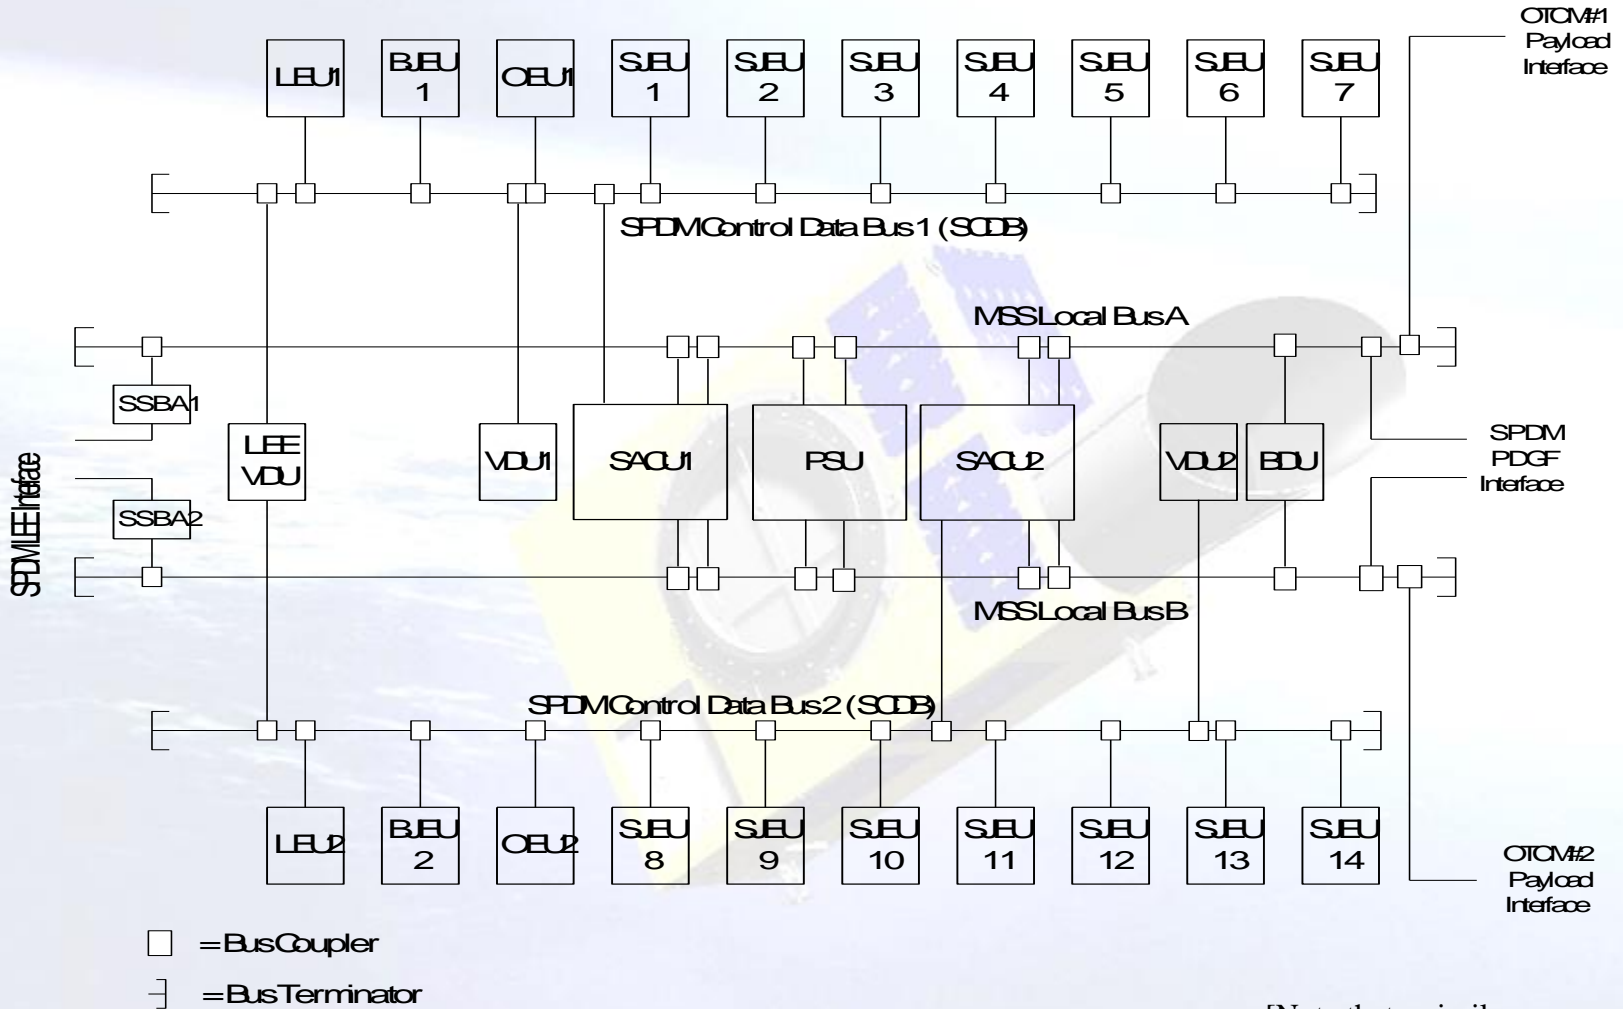 OTCM#1
Payload
Interface
LEU1
BJEU
1
OEU1
SJEU
1
SJEU
2
SJEU
3
SJEU
4
SJEU
5
SJEU
6
SJEU
7
SPDM Control Data Bus 1 (SCDB)
MSS Local Bus A
SSBA1
SPDM LEE Interface
LEE
VDU
VDU1
SACU1
PSU
SACU2
VDU2
BDU
SPDM
PDGF
Interface
SSBA2
MSS Local Bus B
SPDM Control Data Bus 2 (SCDB)
LEU2
BJEU
2
OEU2
SJEU
8
SJEU
9
SJEU
10
SJEU
11
SJEU
12
SJEU
13
SJEU
14
OTCM#2
Payload
Interface
= Bus Coupler
= Bus Terminator